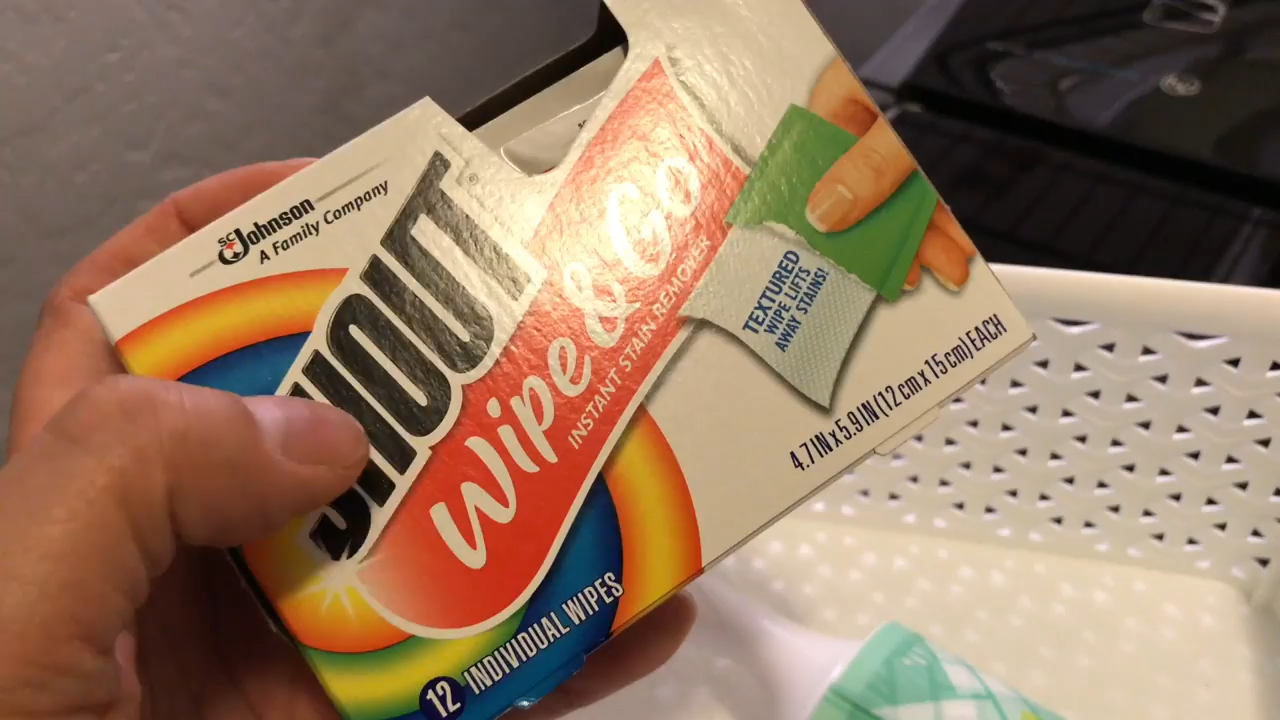 SC Johnson
A Family Company
SHOUT®
Wipe & Go
INSTANT STAIN REMOVER
TEXTURED
WIPE LIFTS
AWAY STAINS!
4.7 IN x 5.9 IN (12 cm x 15 cm) EACH
12 INDIVIDUAL WIPES